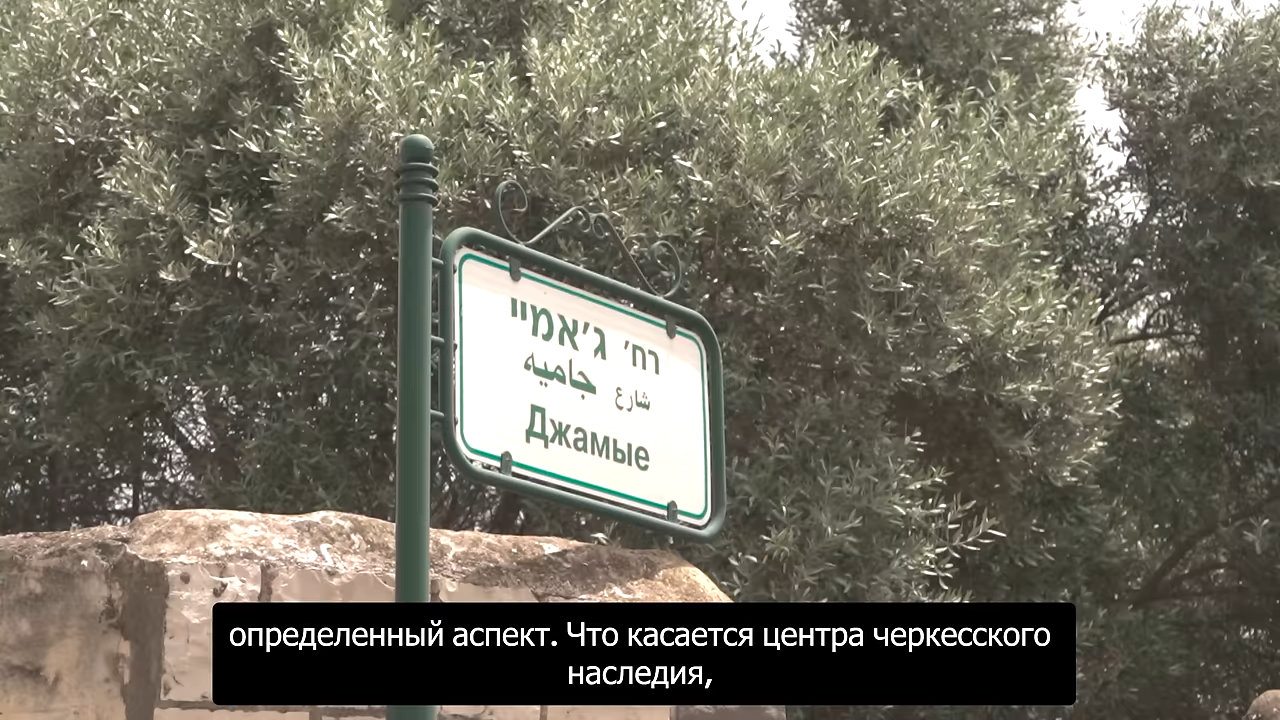 רח' ג'אמיי
شارع جاميه
Джамые
определенный аспект. Что касается центра черкесского
наследия,